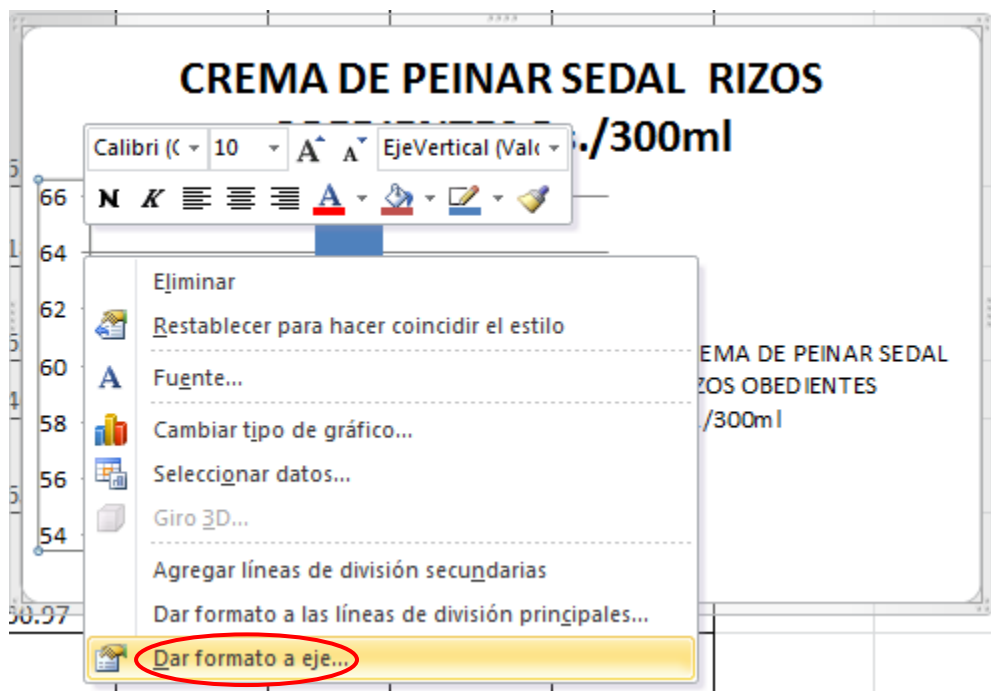 CREMA DE PEINAR SEDAL RIZOS
./300ml
Calibri (C 10 A A EjeVertical (Valo
N K A
66
64
62
60
58
56
54
Eliminar
Restablecer para hacer coincidir el estilo
A Fuente...
Cambiar tipo de gráfico...
Seleccionar datos...
Giro 3D...
Agregar líneas de división secundarias
Dar formato a las líneas de división principales...
Dar formato a eje...
EMA DE PEINAR SEDAL
ZOS OBEDIENTES
./300ml